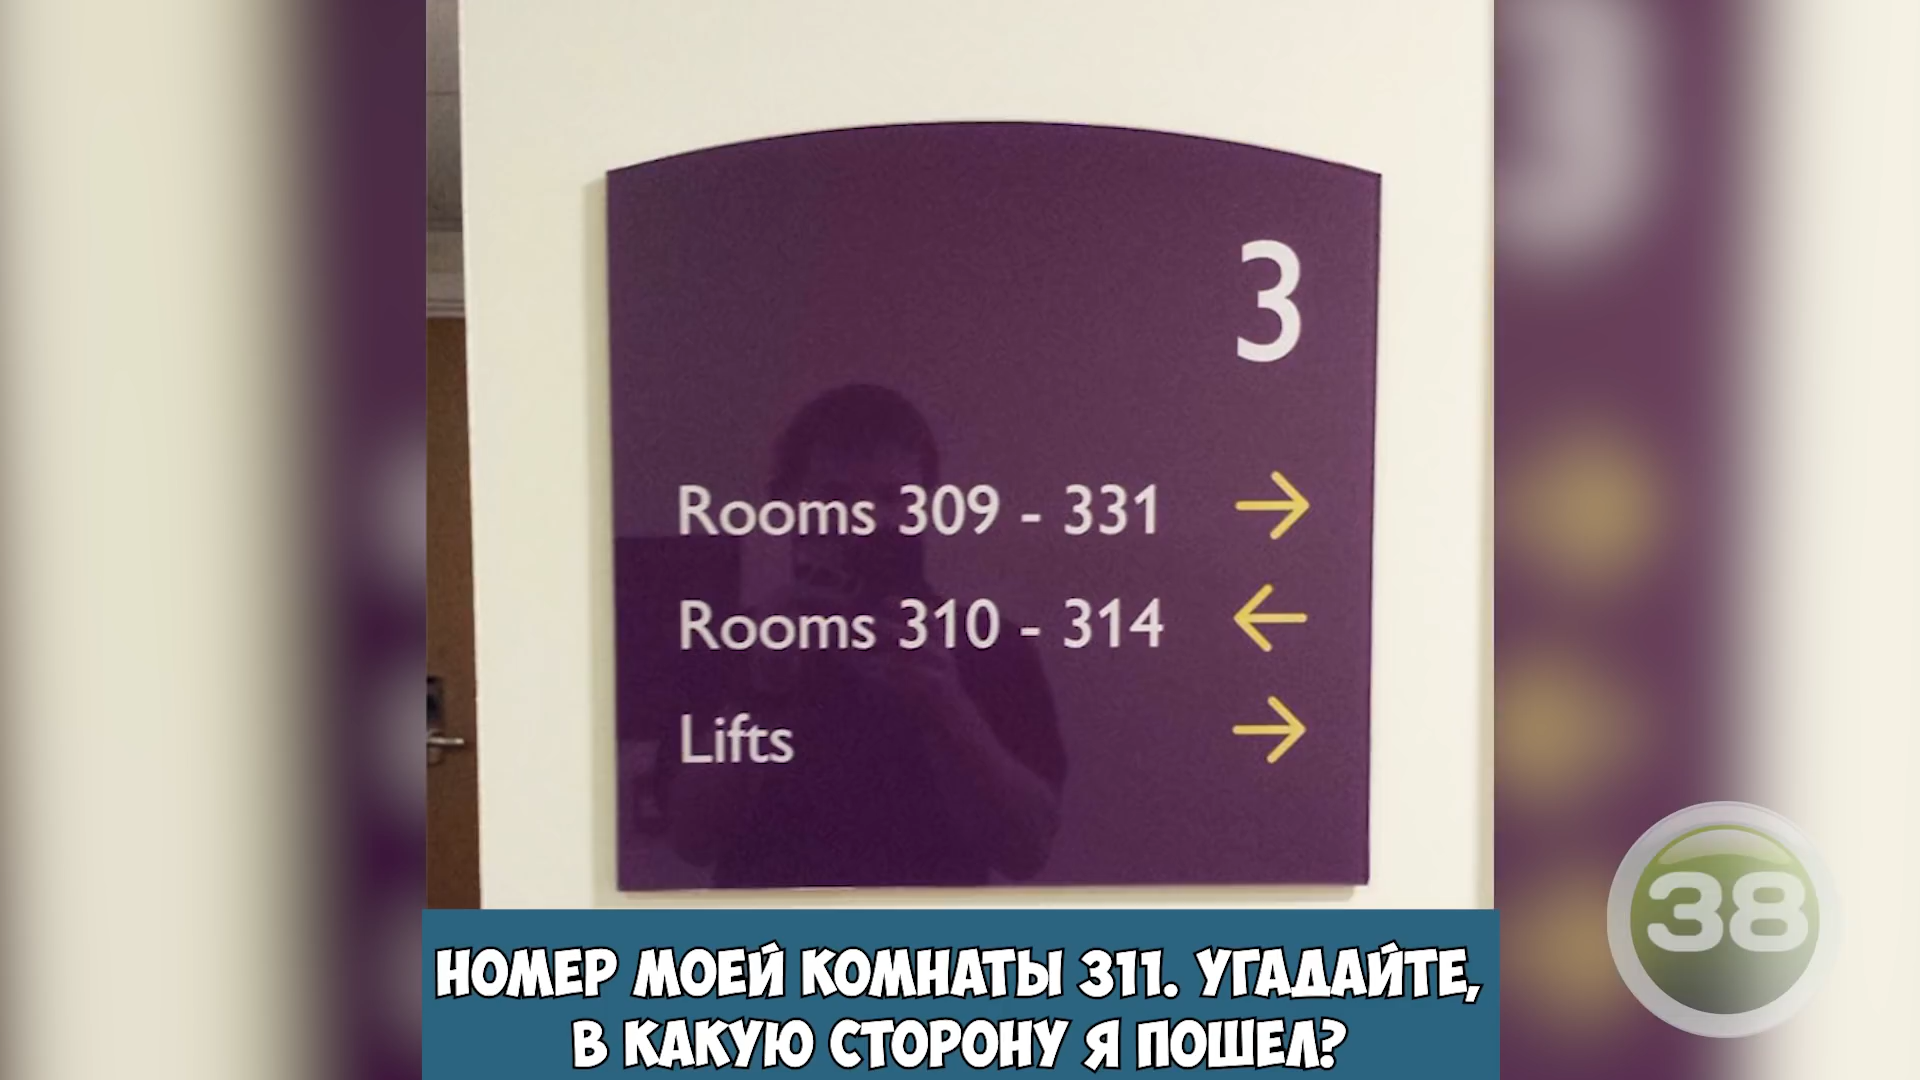 3
Rooms 309 - 331 →
Rooms 310 - 314 ←
Lifts →
НОМЕР МОЕЙ КОМНАТЫ 311. УГАДАЙТЕ,
В КАКУЮ СТОРОНУ Я ПОШЕЛ?
38